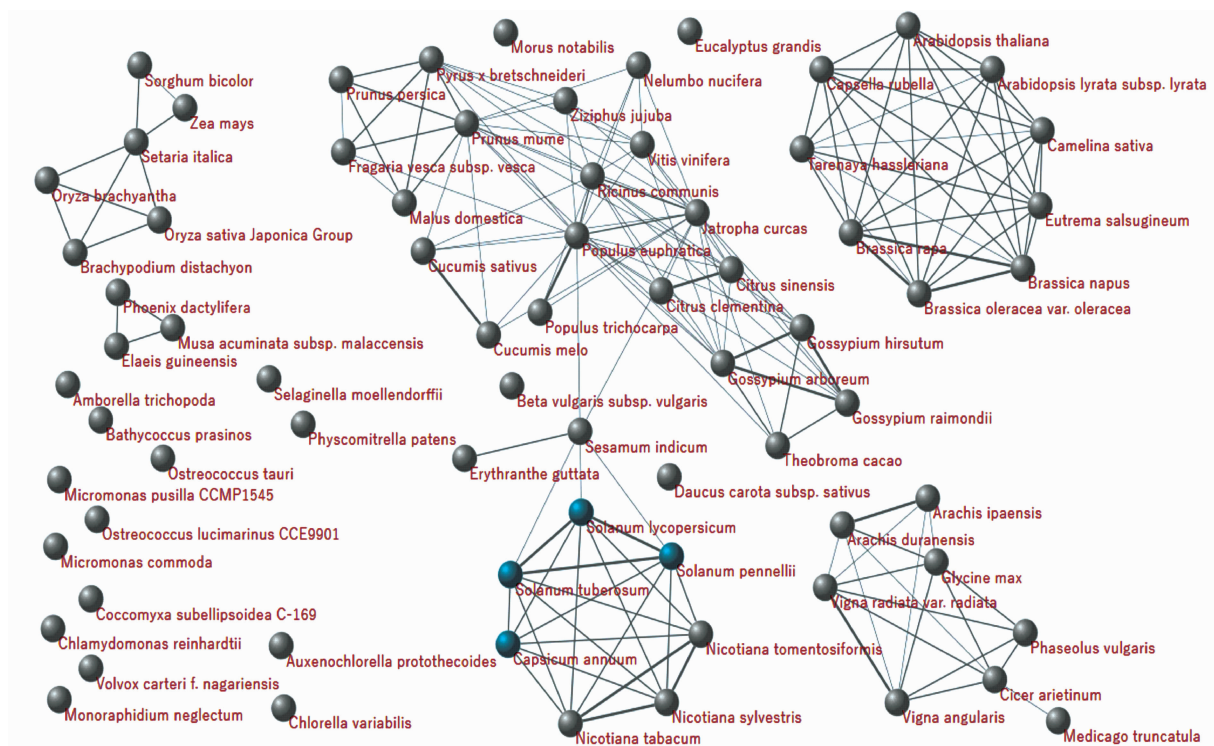 Morus notabilis
Eucalyptus grandis
Arabidopsis thaliana
Sorghum bicolor
Pyrus x bretschneideri
Nelumbo nucifera
Capsella rubella
Arabidopsis lyrata subsp. lyrata
Prunus persica
Ziziphus jujuba
Zea mays
Prunus mume
Camelina sativa
Setaria italica
Vitis vinifera
Tarenaya hassleriana
Fragaria vesca subsp. vesca
Ricinus communis
Oryza brachyantha
Malus domestica
Eutrema salsugineum
Jatropha curcas
Oryza sativa Japonica Group
Populus euphratica
Brassica rapa
Brachypodium distachyon
Cucumis sativus
Citrus sinensis
Brassica napus
Phoenix dactylifera
Citrus clementina
Brassica oleracea var. oleracea
Populus trichocarpa
Musa acuminata subsp. malaccensis
Gossypium hirsutum
Cucumis melo
Elaeis guineensis
Gossypium arboreum
Selaginella moellendorffii
Amborella trichopoda
Beta vulgaris subsp. vulgaris
Gossypium raimondii
Bathycoccus prasinos
Physcomitrella patens
Sesamum indicum
Theobroma cacao
Ostreococcus tauri
Erythranthe guttata
Micromonas pusilla CCMP1545
Daucus carota subsp. sativus
Arachis ipaensis
Solanum lycopersicum
Ostreococcus lucimarinus CCE9901
Arachis duranensis
Micromonas commoda
Solanum pennellii
Glycine max
Solanum tuberosum
Vigna radiata var. radiata
Coccomyxa subellipsoidea C-169
Chlamydomonas reinhardtii
Phaseolus vulgaris
Nicotiana tomentosiformis
Auxenochlorella protothecoides
Capsicum annuum
Volvox carteri f. nagariensis
Cicer arietinum
Monoraphidium neglectum
Chlorella variabilis
Nicotiana sylvestris
Vigna angularis
Medicago truncatula
Nicotiana tabacum